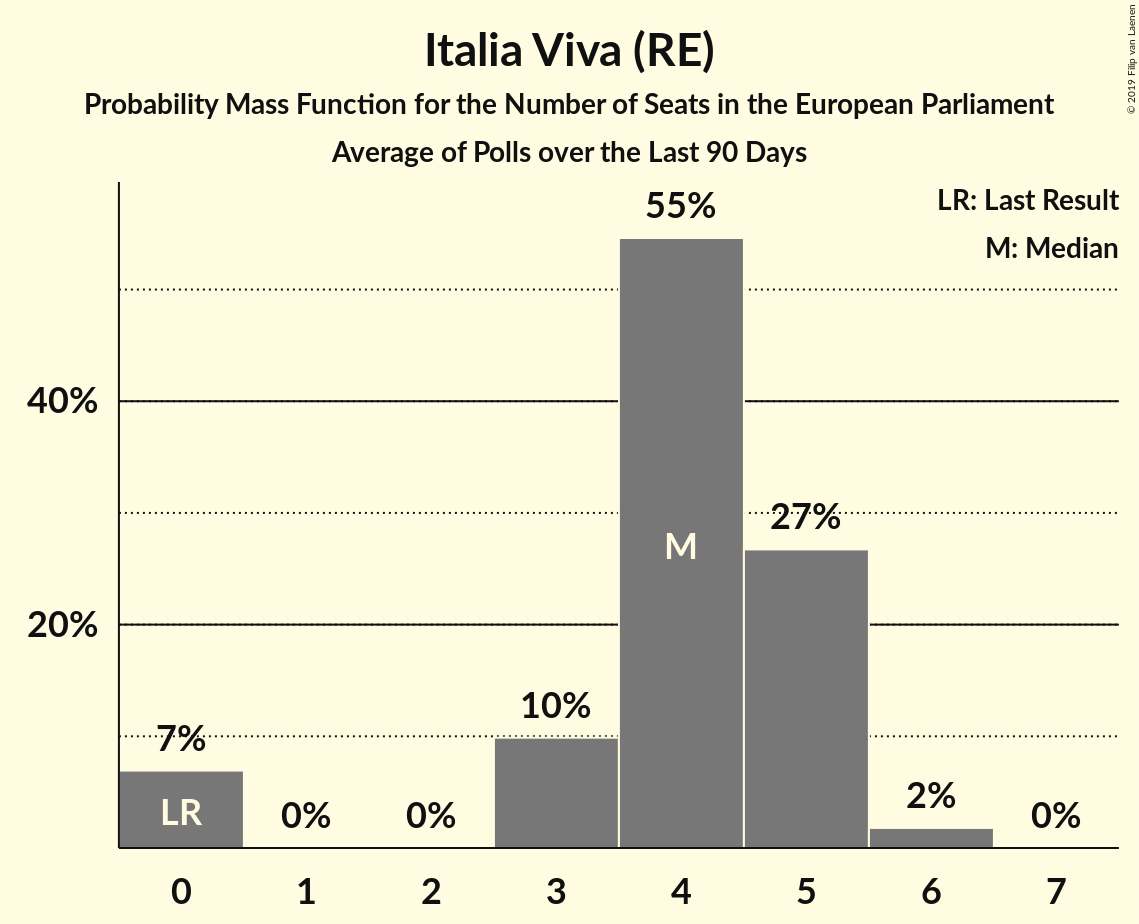 Italia Viva (RE)
Probability Mass Function for the Number of Seats in the European Parliament
Average of Polls over the Last 90 Days
© 2019 Filip van Laenen
LR: Last Result
M: Median
55%
40%
27%
M
20%
10%
7%
2%
LR
0%
0%
0%
0 1 2 3 4 5 6 7